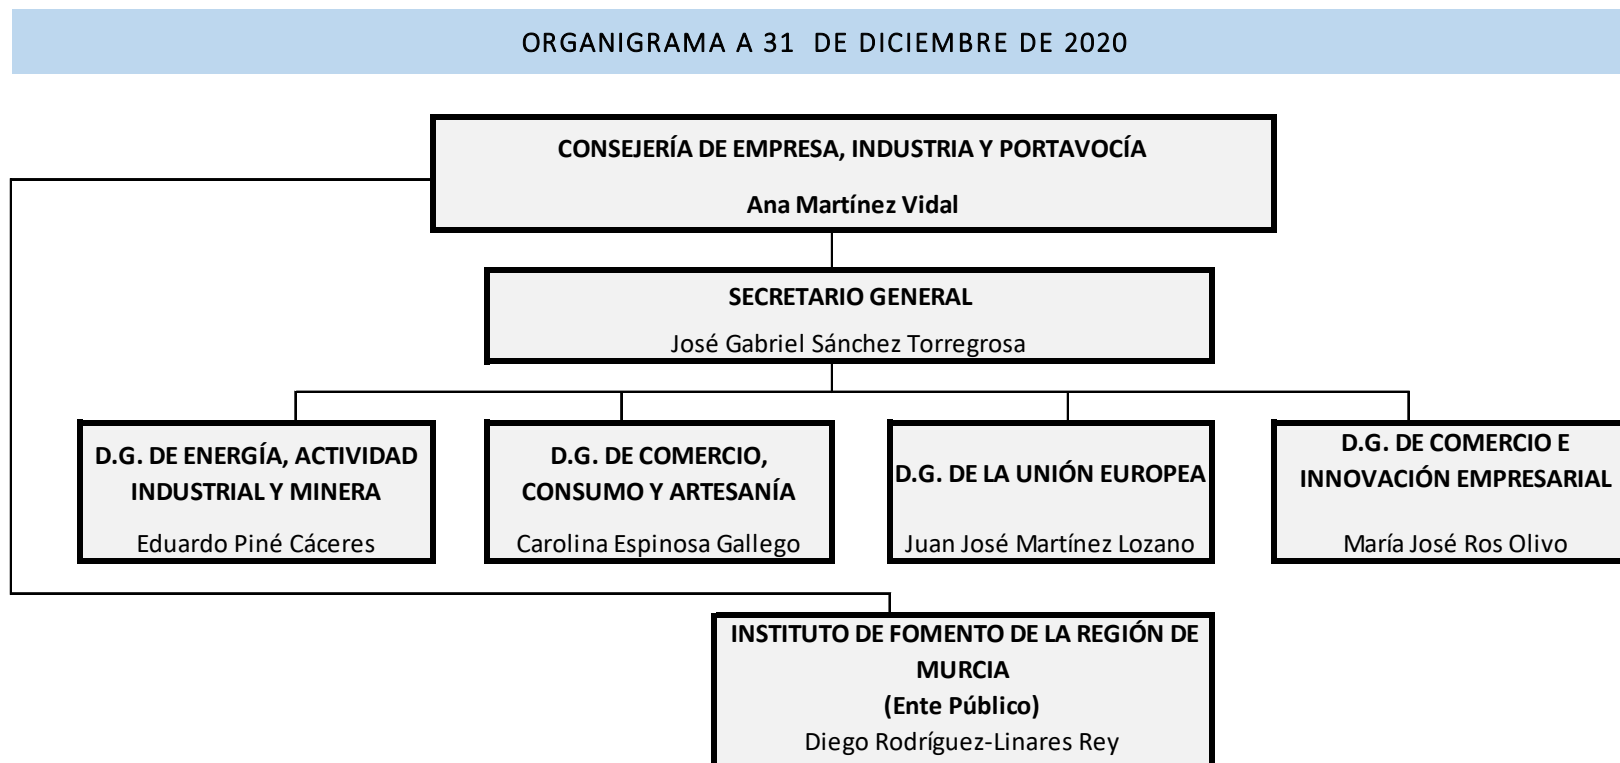 ORGANIGRAMA A 31 DE DICIEMBRE DE 2020
CONSEJERÍA DE EMPRESA, INDUSTRIA Y PORTAVOCÍA
Ana Martínez Vidal
SECRETARIO GENERAL
José Gabriel Sánchez Torregrosa
D.G. DE ENERGÍA, ACTIVIDAD
INDUSTRIAL Y MINERA
Eduardo Piné Cáceres
D.G. DE COMERCIO,
CONSUMO Y ARTESANÍA
Carolina Espinosa Gallego
D.G. DE LA UNIÓN EUROPEA
Juan José Martínez Lozano
D.G. DE COMERCIO E
INNOVACIÓN EMPRESARIAL
María José Ros Olivo
INSTITUTO DE FOMENTO DE LA REGIÓN DE
MURCIA
(Ente Público)
Diego Rodríguez-Linares Rey